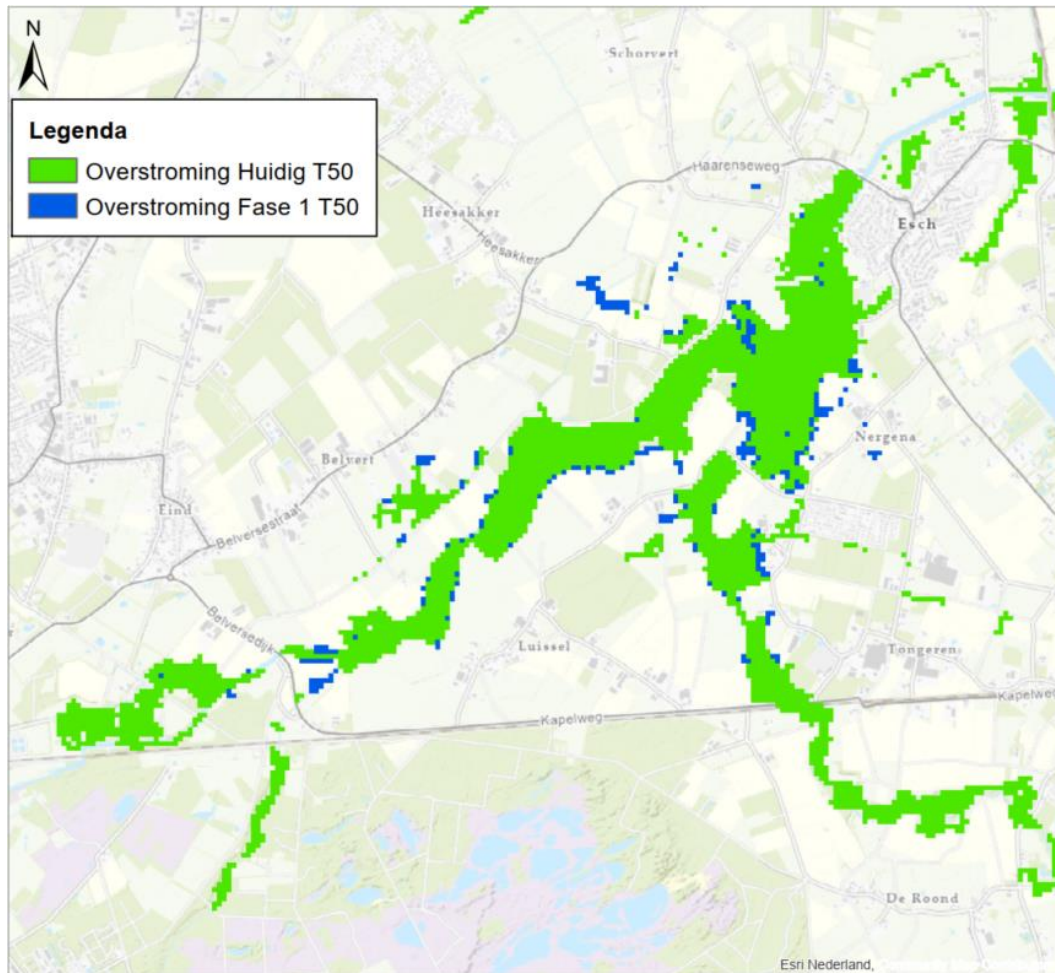 N
Schorvert
Legenda
Overstroming Huidig T50
Overstroming Fase 1 T50
Haarenseweg
Heesakker
Esch
Heesakker
Nergena
Belvert
Eind
Belversestraat
Belversedijk
Luissel
Tongeren
Kapelweg
Kapelweg
De Roond
Esri Nederland,